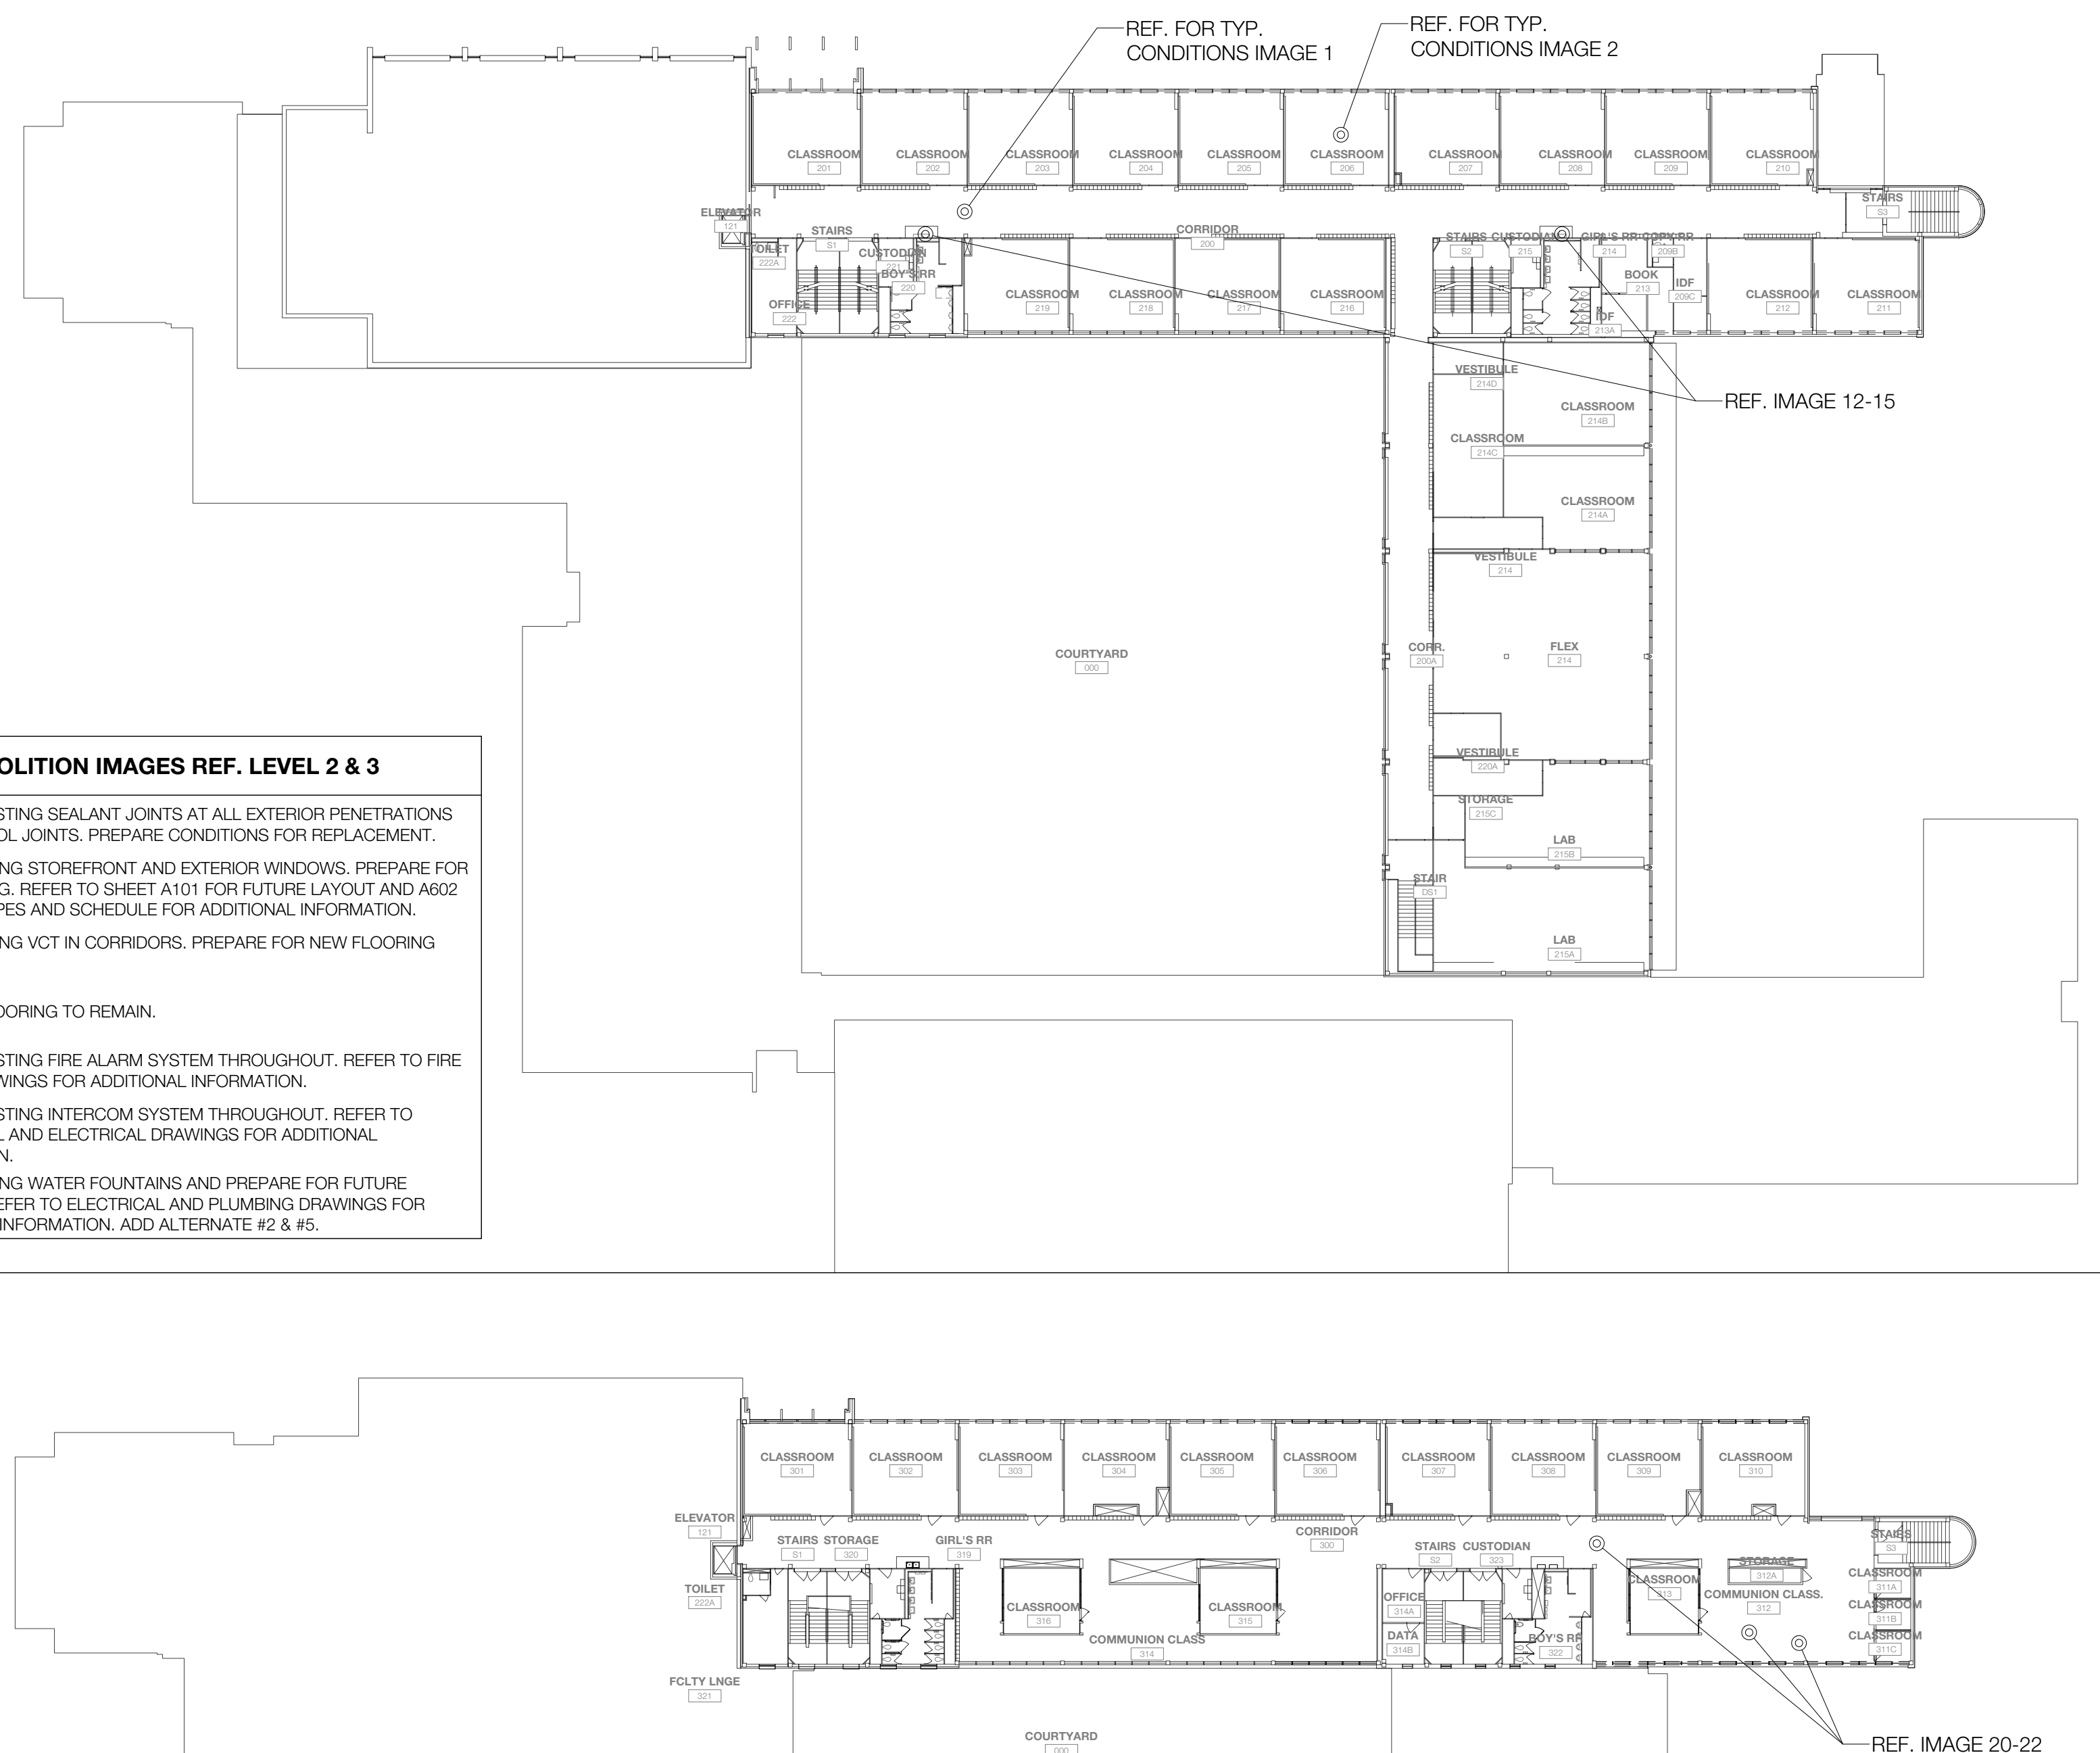 REF. FOR TYP.
CONDITIONS IMAGE 1
REF. FOR TYP.
CONDITIONS IMAGE 2
CLASSROOM
201
CLASSROOM
202
CLASSROOM
203
CLASSROOM
204
CLASSROOM
205
CLASSROOM
206
CLASSROOM
207
CLASSROOM
208
CLASSROOM
209
CLASSROOM
210
ELEVATOR
121
STAIRS
S1
CORRIDOR
200
STAIRS
S3
TOILET
222A
CUSTODIAN
221
BOY'S RR
220
STAIRS
S2
CUSTODIAN
215
GIRL'S RR
214
COPY RR
209B
BOOK
213
IDF
209C
IDF
213A
OFFICE
222
CLASSROOM
219
CLASSROOM
218
CLASSROOM
217
CLASSROOM
216
CLASSROOM
212
CLASSROOM
211
REF. IMAGE 12-15
VESTIBULE
214D
CLASSROOM
214B
CLASSROOM
214C
CLASSROOM
214A
VESTIBULE
214
COURTYARD
000
CORR.
200A
FLEX
214
VESTIBULE
220A
STORAGE
215C
LAB
215B
STAIR
DS1
LAB
215A
OLITION IMAGES REF. LEVEL 2 & 3
STING SEALANT JOINTS AT ALL EXTERIOR PENETRATIONS
OL JOINTS. PREPARE CONDITIONS FOR REPLACEMENT.
NG STOREFRONT AND EXTERIOR WINDOWS. PREPARE FOR
G. REFER TO SHEET A101 FOR FUTURE LAYOUT AND A602
PES AND SCHEDULE FOR ADDITIONAL INFORMATION.
NG VCT IN CORRIDORS. PREPARE FOR NEW FLOORING
OORING TO REMAIN.
STING FIRE ALARM SYSTEM THROUGHOUT. REFER TO FIRE
WINGS FOR ADDITIONAL INFORMATION.
STING INTERCOM SYSTEM THROUGHOUT. REFER TO
L AND ELECTRICAL DRAWINGS FOR ADDITIONAL
N.
NG WATER FOUNTAINS AND PREPARE FOR FUTURE
EFER TO ELECTRICAL AND PLUMBING DRAWINGS FOR
INFORMATION. ADD ALTERNATE #2 & #5.
CLASSROOM
301
CLASSROOM
302
CLASSROOM
303
CLASSROOM
304
CLASSROOM
305
CLASSROOM
306
CLASSROOM
307
CLASSROOM
308
CLASSROOM
309
CLASSROOM
310
ELEVATOR
121
STAIRS
S1
STORAGE
320
GIRL'S RR
319
CORRIDOR
300
STAIRS
S2
CUSTODIAN
323
STAIRS
S3
TOILET
222A
CLASSROOM
316
CLASSROOM
315
COMMUNION CLASS
314
OFFICE
314A
DATA
314B
BOY'S RR
322
CLASSROOM
313
STORAGE
312A
COMMUNION CLASS.
312
CLASSROOM
311A
CLASSROOM
311B
CLASSROOM
311C
FCLTY LNGE
321
COURTYARD
000
REF. IMAGE 20-22